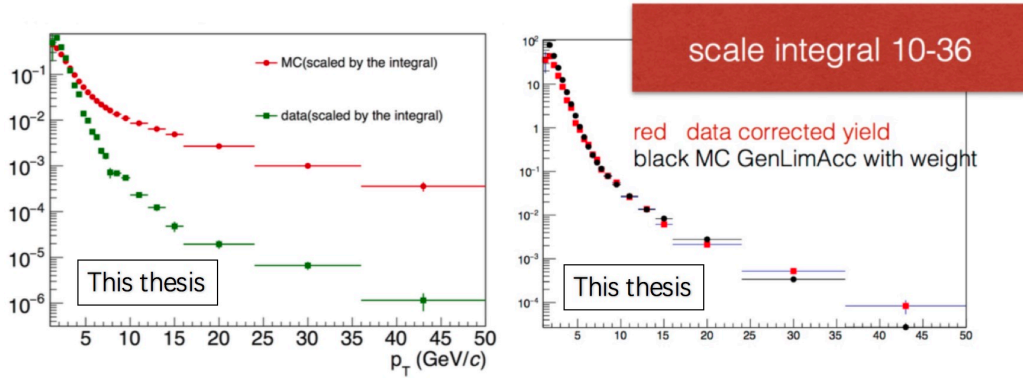 MC(scaled by the integral)
data(scaled by the integral)
10⁻¹
10⁻²
10⁻³
10⁻⁴
10⁻⁵
10⁻⁶
This thesis
5 10 15 20 25 30 35 40 45 50
p_T (GeV/c)
scale integral 10-36
red data corrected yield
black MC GenLimAcc with weight
10²
10
1
10⁻¹
10⁻²
10⁻³
10⁻⁴
This thesis
5 10 15 20 25 30 35 40 45 50